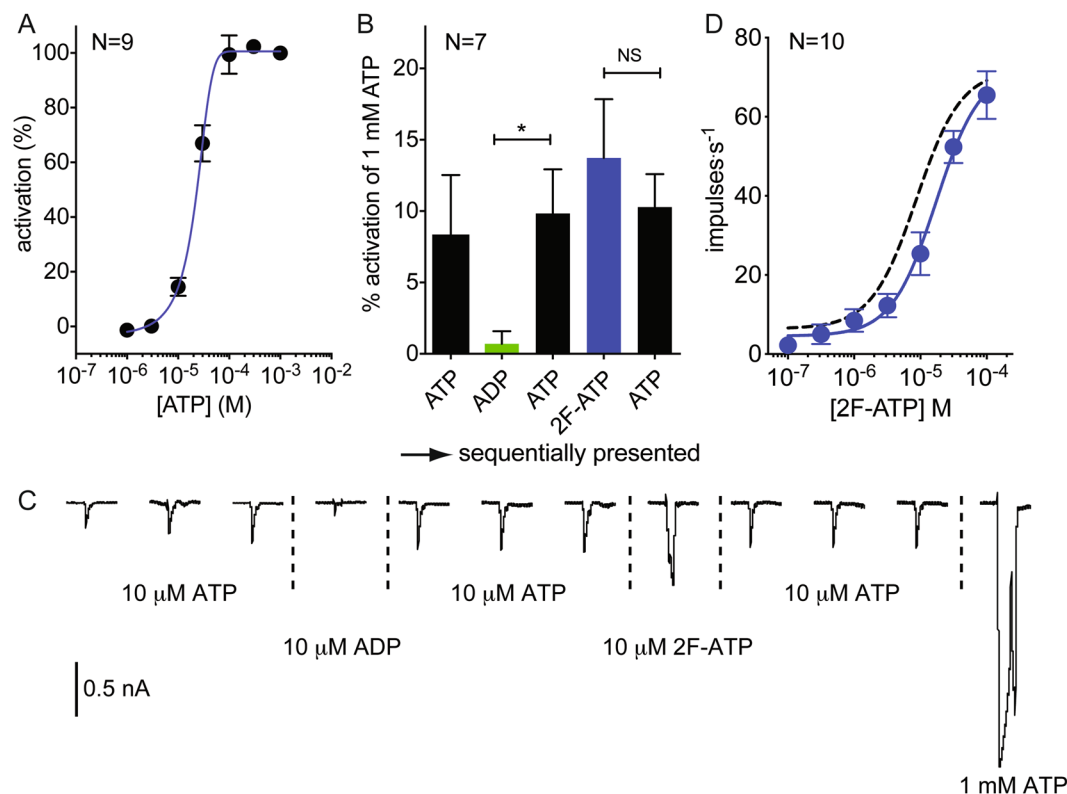 A
N=9
activation (%)
100
80
60
40
20
0
10-7
10-6
10-5
10-4
10-3
10-2
[ATP] (M)
B
N=7
NS
*
% activation of 1 mM ATP
20
15
10
5
0
ATP
ADP
ATP
2F-ATP
ATP
sequentially presented
D
N=10
impulses·s-1
80
60
40
20
0
10-7
10-6
10-5
10-4
[2F-ATP] M
C
10 μM ATP
10 μM ATP
10 μM ATP
10 μM ADP
10 μM 2F-ATP
0.5 nA
1 mM ATP